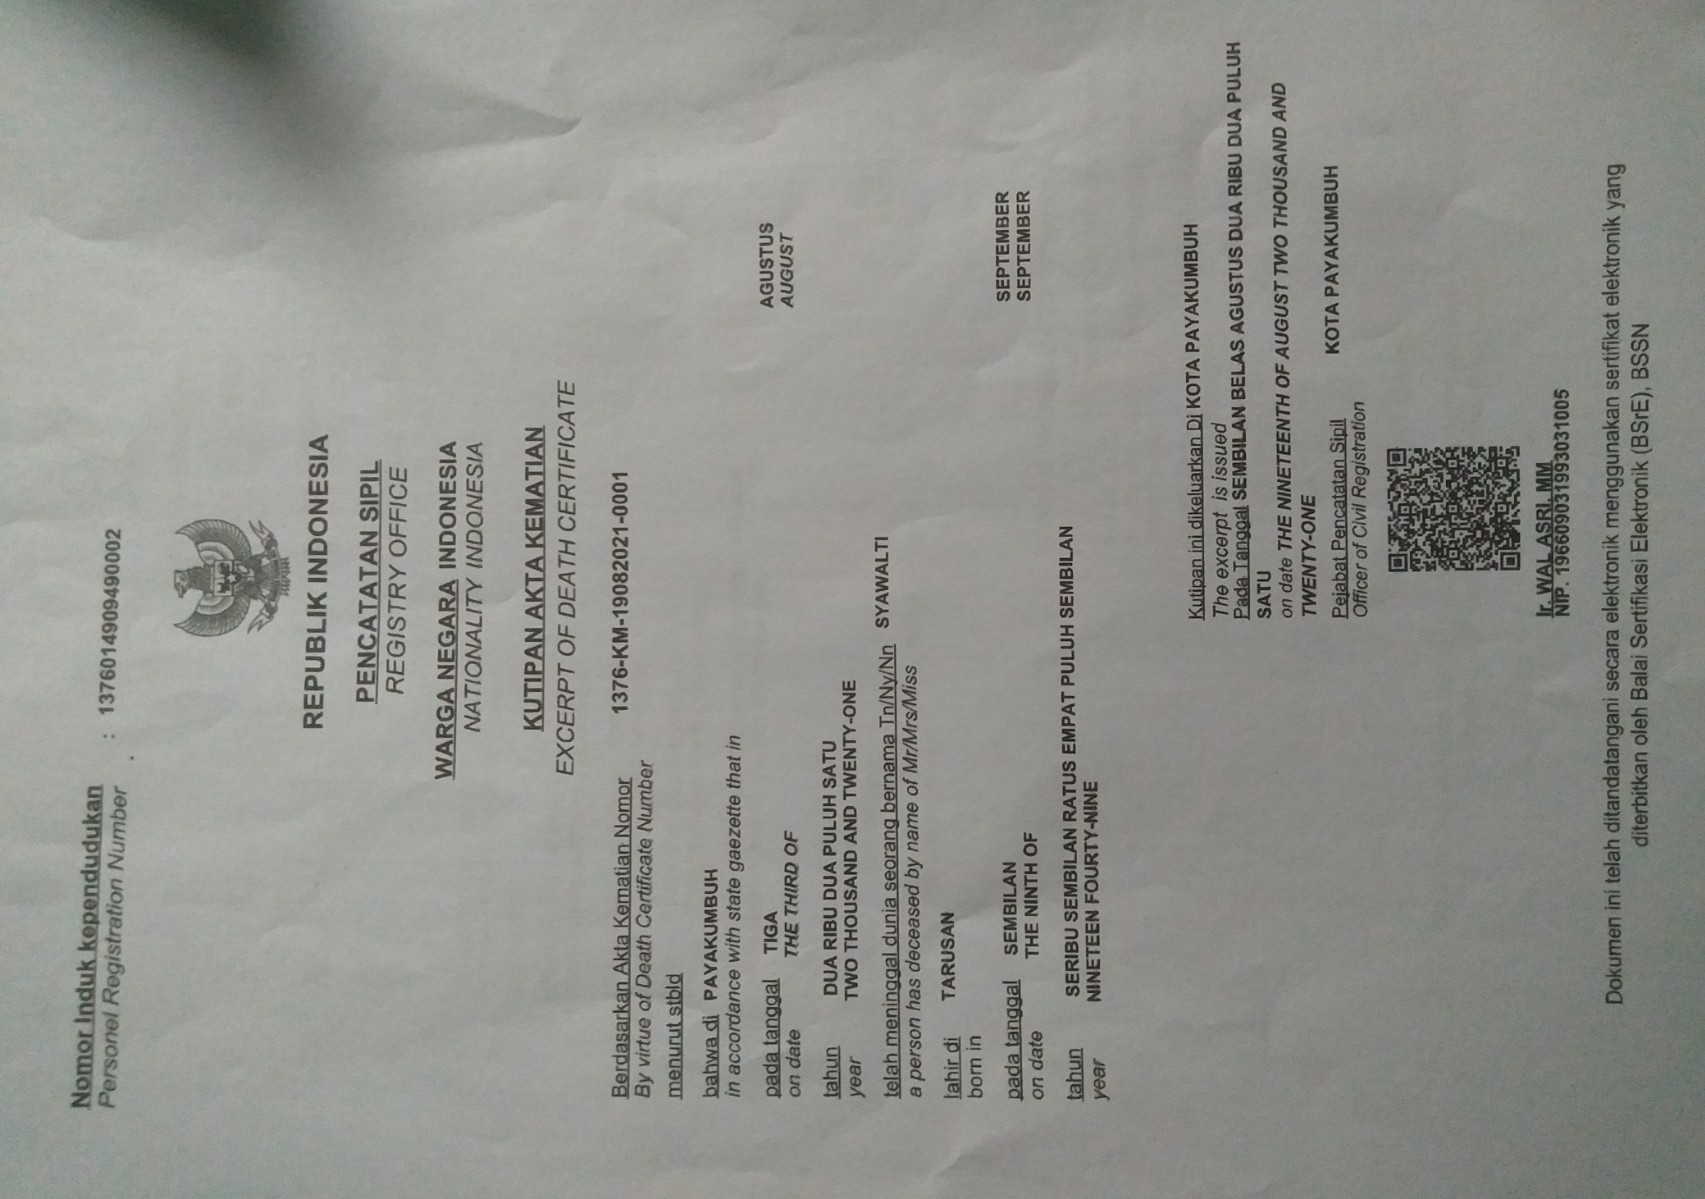 Nomor Induk kependudukan : 1376014909490002
Personel Registration Number
REPUBLIK INDONESIA
PENCATATAN SIPIL
REGISTRY OFFICE
WARGA NEGARA INDONESIA
NATIONALITY INDONESIA
KUTIPAN AKTA KEMATIAN
EXCERPT OF DEATH CERTIFICATE
Berdasarkan Akta Kematian Nomor 1376-KM-19082021-0001
By virtue of Death Certificate Number
menurut stbld
bahwa di PAYAKUMBUH
in accordance with state gaezette that in
pada tanggal TIGA AGUSTUS
on date THE THIRD OF AUGUST
tahun DUA RIBU DUA PULUH SATU
year TWO THOUSAND AND TWENTY-ONE
telah meninggal dunia seorang bernama Tn/Ny/Nn SYAWALTI
a person has deceased by name of Mr/Mrs/Miss
lahir di TARUSAN
born in
pada tanggal SEMBILAN SEPTEMBER
on date THE NINTH OF SEPTEMBER
tahun SERIBU SEMBILAN RATUS EMPAT PULUH SEMBILAN
year NINETEEN FOURTY-NINE
Kutipan ini dikeluarkan Di KOTA PAYAKUMBUH
The excerpt is issued
Pada Tanggal SEMBILAN BELAS AGUSTUS DUA RIBU DUA PULUH
SATU
on date THE NINETEENTH OF AUGUST TWO THOUSAND AND
TWENTY-ONE
Pejabat Pencatatan Sipil KOTA PAYAKUMBUH
Officer of Civil Registration
Ir. WAL ASRI, MM
NIP. 196609031993031005
Dokumen ini telah ditandatangani secara elektronik menggunakan sertifikat elektronik yang
diterbitkan oleh Balai Sertifikasi Elektronik (BSrE), BSSN